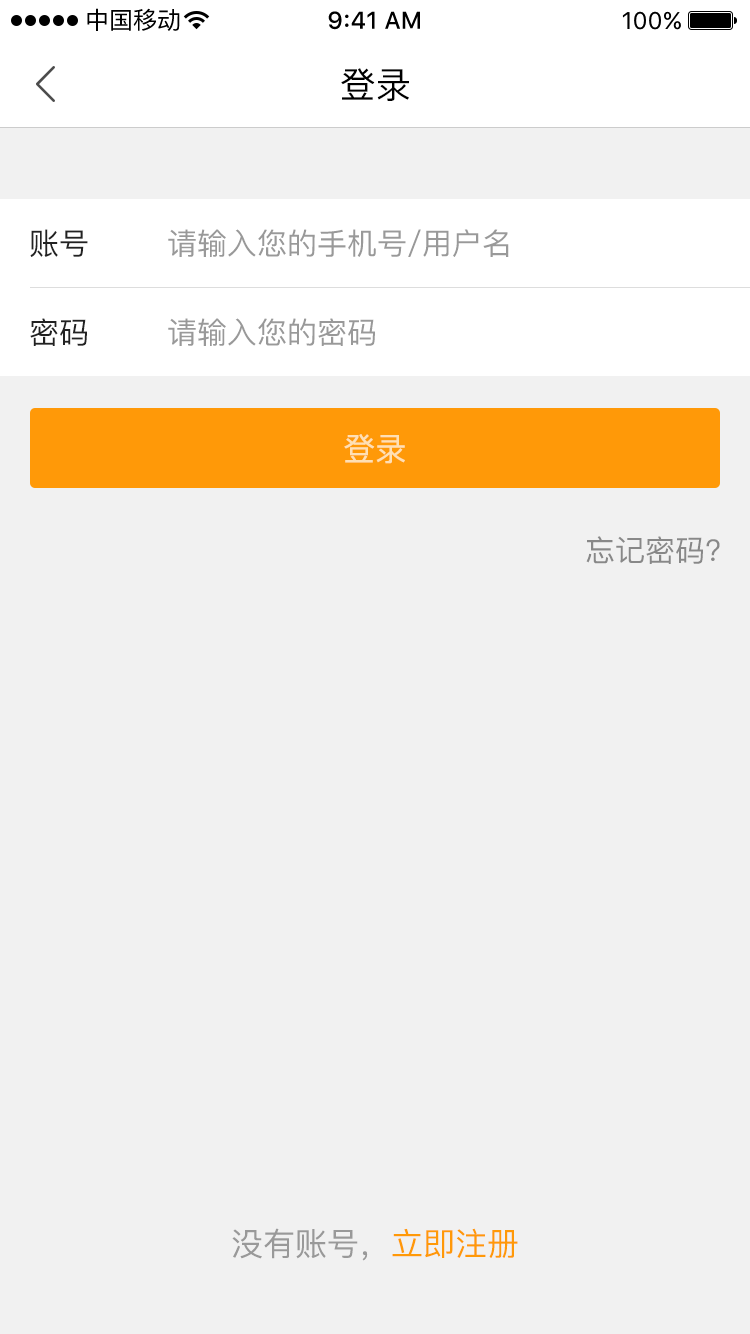 中国移动 9:41 AM 100%
登录
账号 请输入您的手机号/用户名
密码 请输入您的密码
登录
忘记密码?
没有账号，立即注册